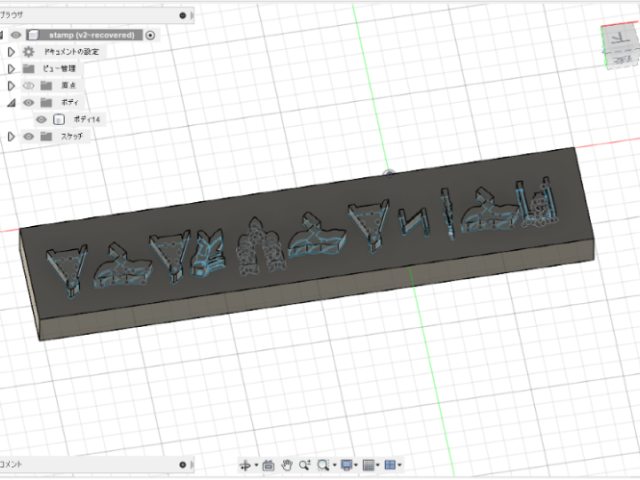 ブラウザ
stamp (v2-recovered)
ドキュメントの設定
ビュー管理
原点
ボディ
ボディ14
スケッチ
コメント